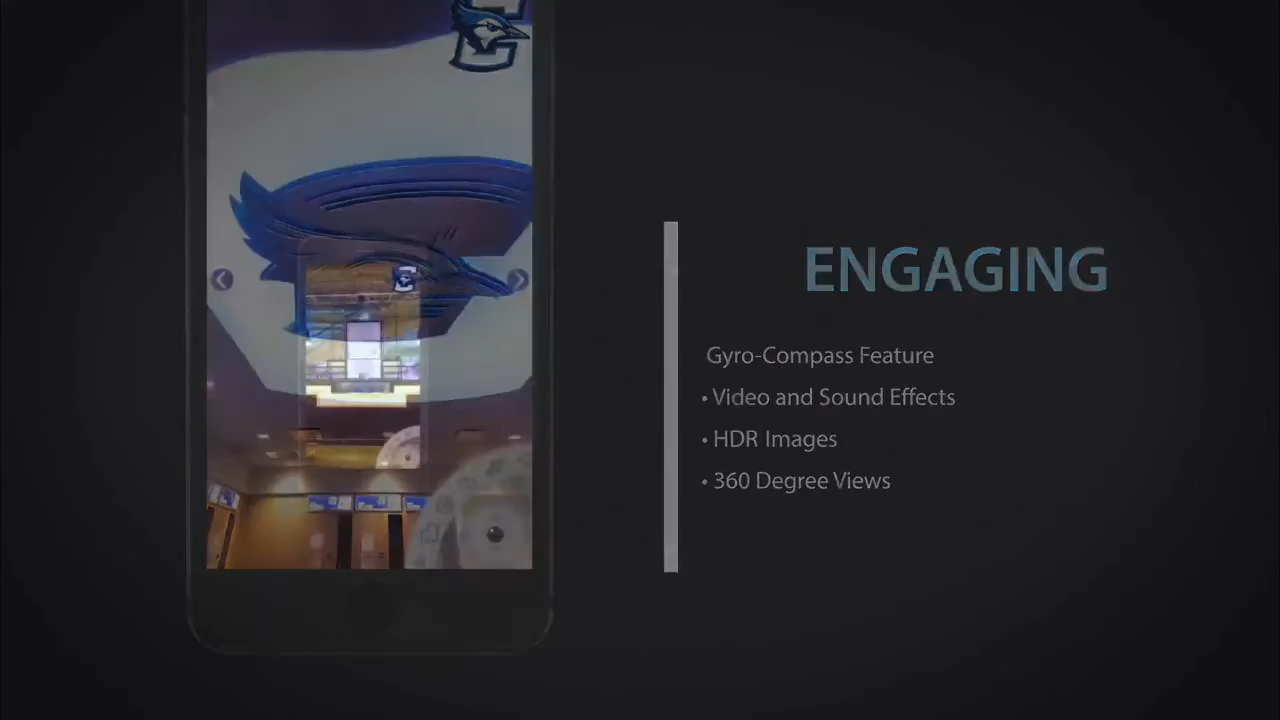 ENGAGING
Gyro-Compass Feature
• Video and Sound Effects
• HDR Images
• 360 Degree Views